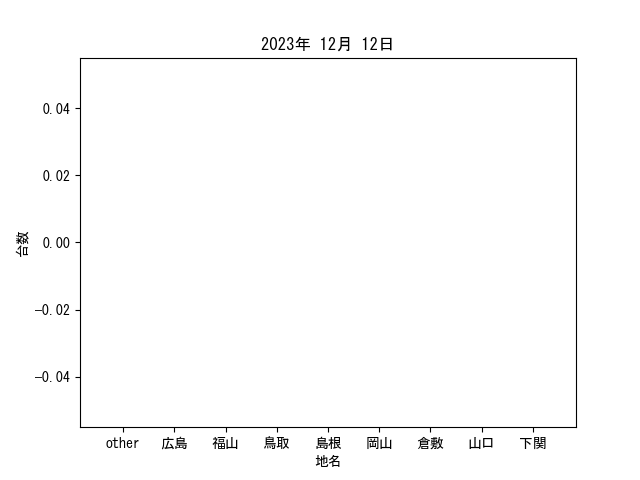 2023年 12月 12日
0.04
0.02
0.00
−0.02
−0.04
台数
other 広島 福山 鳥取 島根 岡山 倉敷 山口 下関
地名